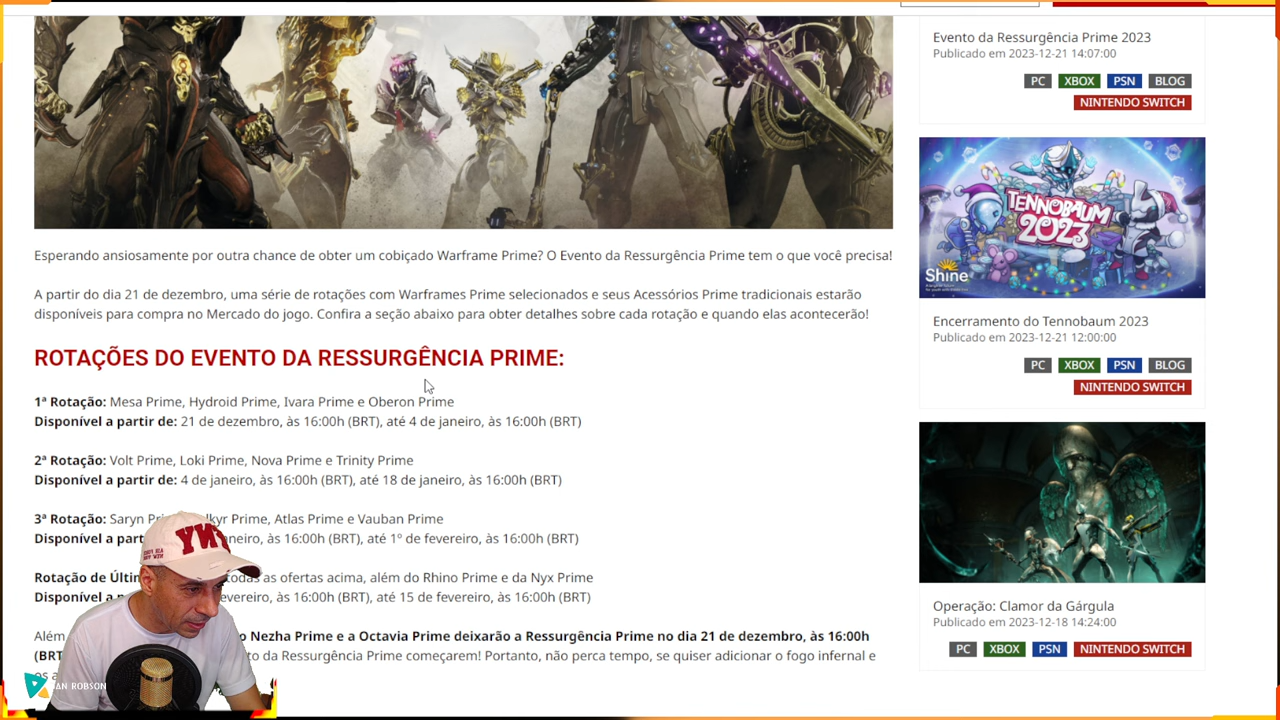 Esperando ansiosamente por outra chance de obter um cobiçado Warframe Prime? O Evento da Ressurgência Prime tem o que você precisa!
A partir do dia 21 de dezembro, uma série de rotações com Warframes Prime selecionados e seus Acessórios Prime tradicionais estarão
disponíveis para compra no Mercado do jogo. Confira a seção abaixo para obter detalhes sobre cada rotação e quando elas acontecerão!
ROTAÇÕES DO EVENTO DA RESSURGÊNCIA PRIME:
1ª Rotação: Mesa Prime, Hydroid Prime, Ivara Prime e Oberon Prime
Disponível a partir de: 21 de dezembro, às 16:00h (BRT), até 4 de janeiro, às 16:00h (BRT)
2ª Rotação: Volt Prime, Loki Prime, Nova Prime e Trinity Prime
Disponível a partir de: 4 de janeiro, às 16:00h (BRT), até 18 de janeiro, às 16:00h (BRT)
3ª Rotação: Saryn kyr Prime, Atlas Prime e Vauban Prime
Disponível a às 16:00h (BRT), até 1º de fevereiro, às 16:00h (BRT)
Rotação de todas as ofertas acima, além do Rhino Prime e da Nyx Prime
Disponível a às 16:00h (BRT), até 15 de fevereiro, às 16:00h (BRT)
Além o Nezha Prime e a Octavia Prime deixarão a Ressurgência Prime no dia 21 de dezembro, às 16:00h
(BRT da Ressurgência Prime começarem! Portanto, não perca tempo, se quiser adicionar o fogo infernal e
AN ROBSON
Evento da Ressurgência Prime 2023
Publicado em 2023-12-21 14:07:00
PC XBOX PSN BLOG
NINTENDO SWITCH
TENNOBAUM
2023
Shine
Encerramento do Tennobaum 2023
Publicado em 2023-12-21 12:00:00
PC XBOX PSN BLOG
NINTENDO SWITCH
Operação: Clamor da Gárgula
Publicado em 2023-12-18 14:24:00
PC XBOX PSN NINTENDO SWITCH